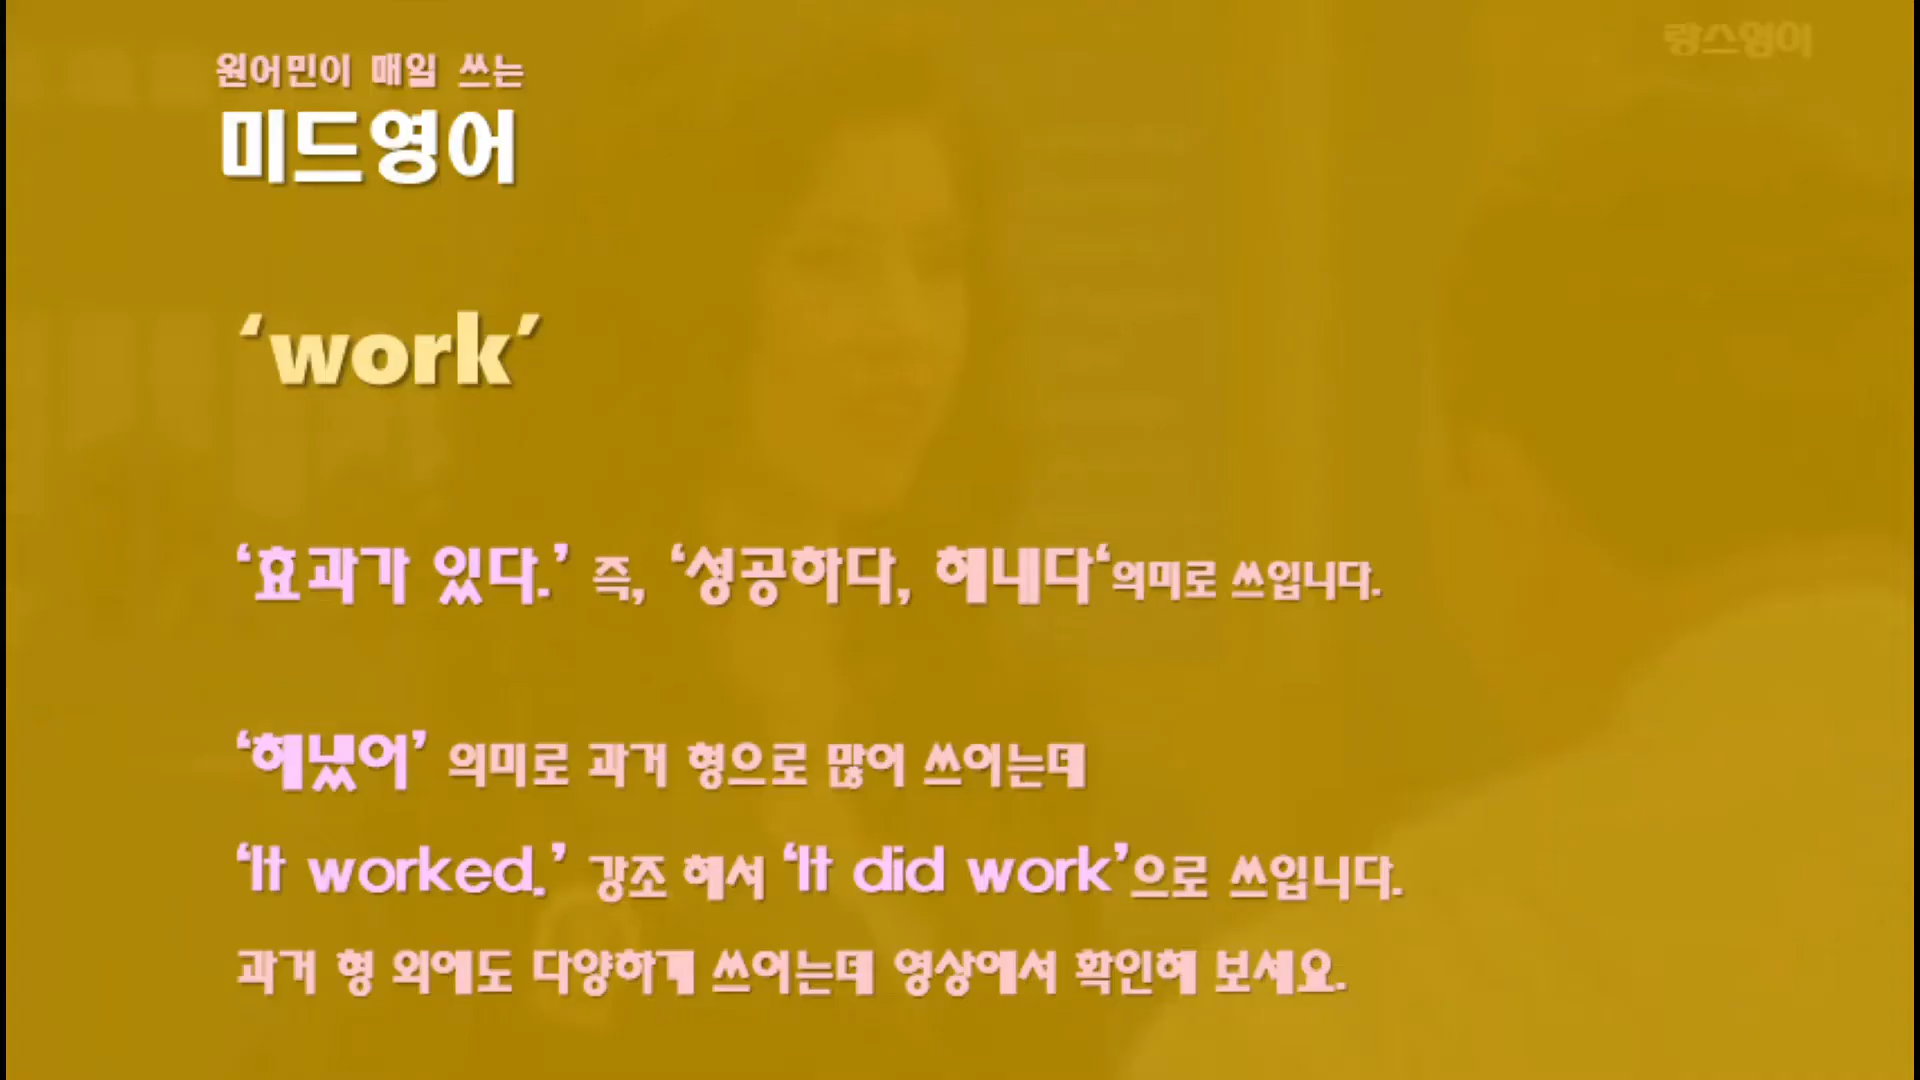 랑스영어
원어민이 매일 쓰는
미드영어
‘work’
‘효과가 있다.’ 즉, ‘성공하다, 해내다‘의미로 쓰입니다.
‘해냈어’ 의미로 과거 형으로 많이 쓰이는데
‘It worked.’ 강조 해서 ‘It did work’으로 쓰입니다.
과거 형 외에도 다양하게 쓰이는데 영상에서 확인해 보세요.